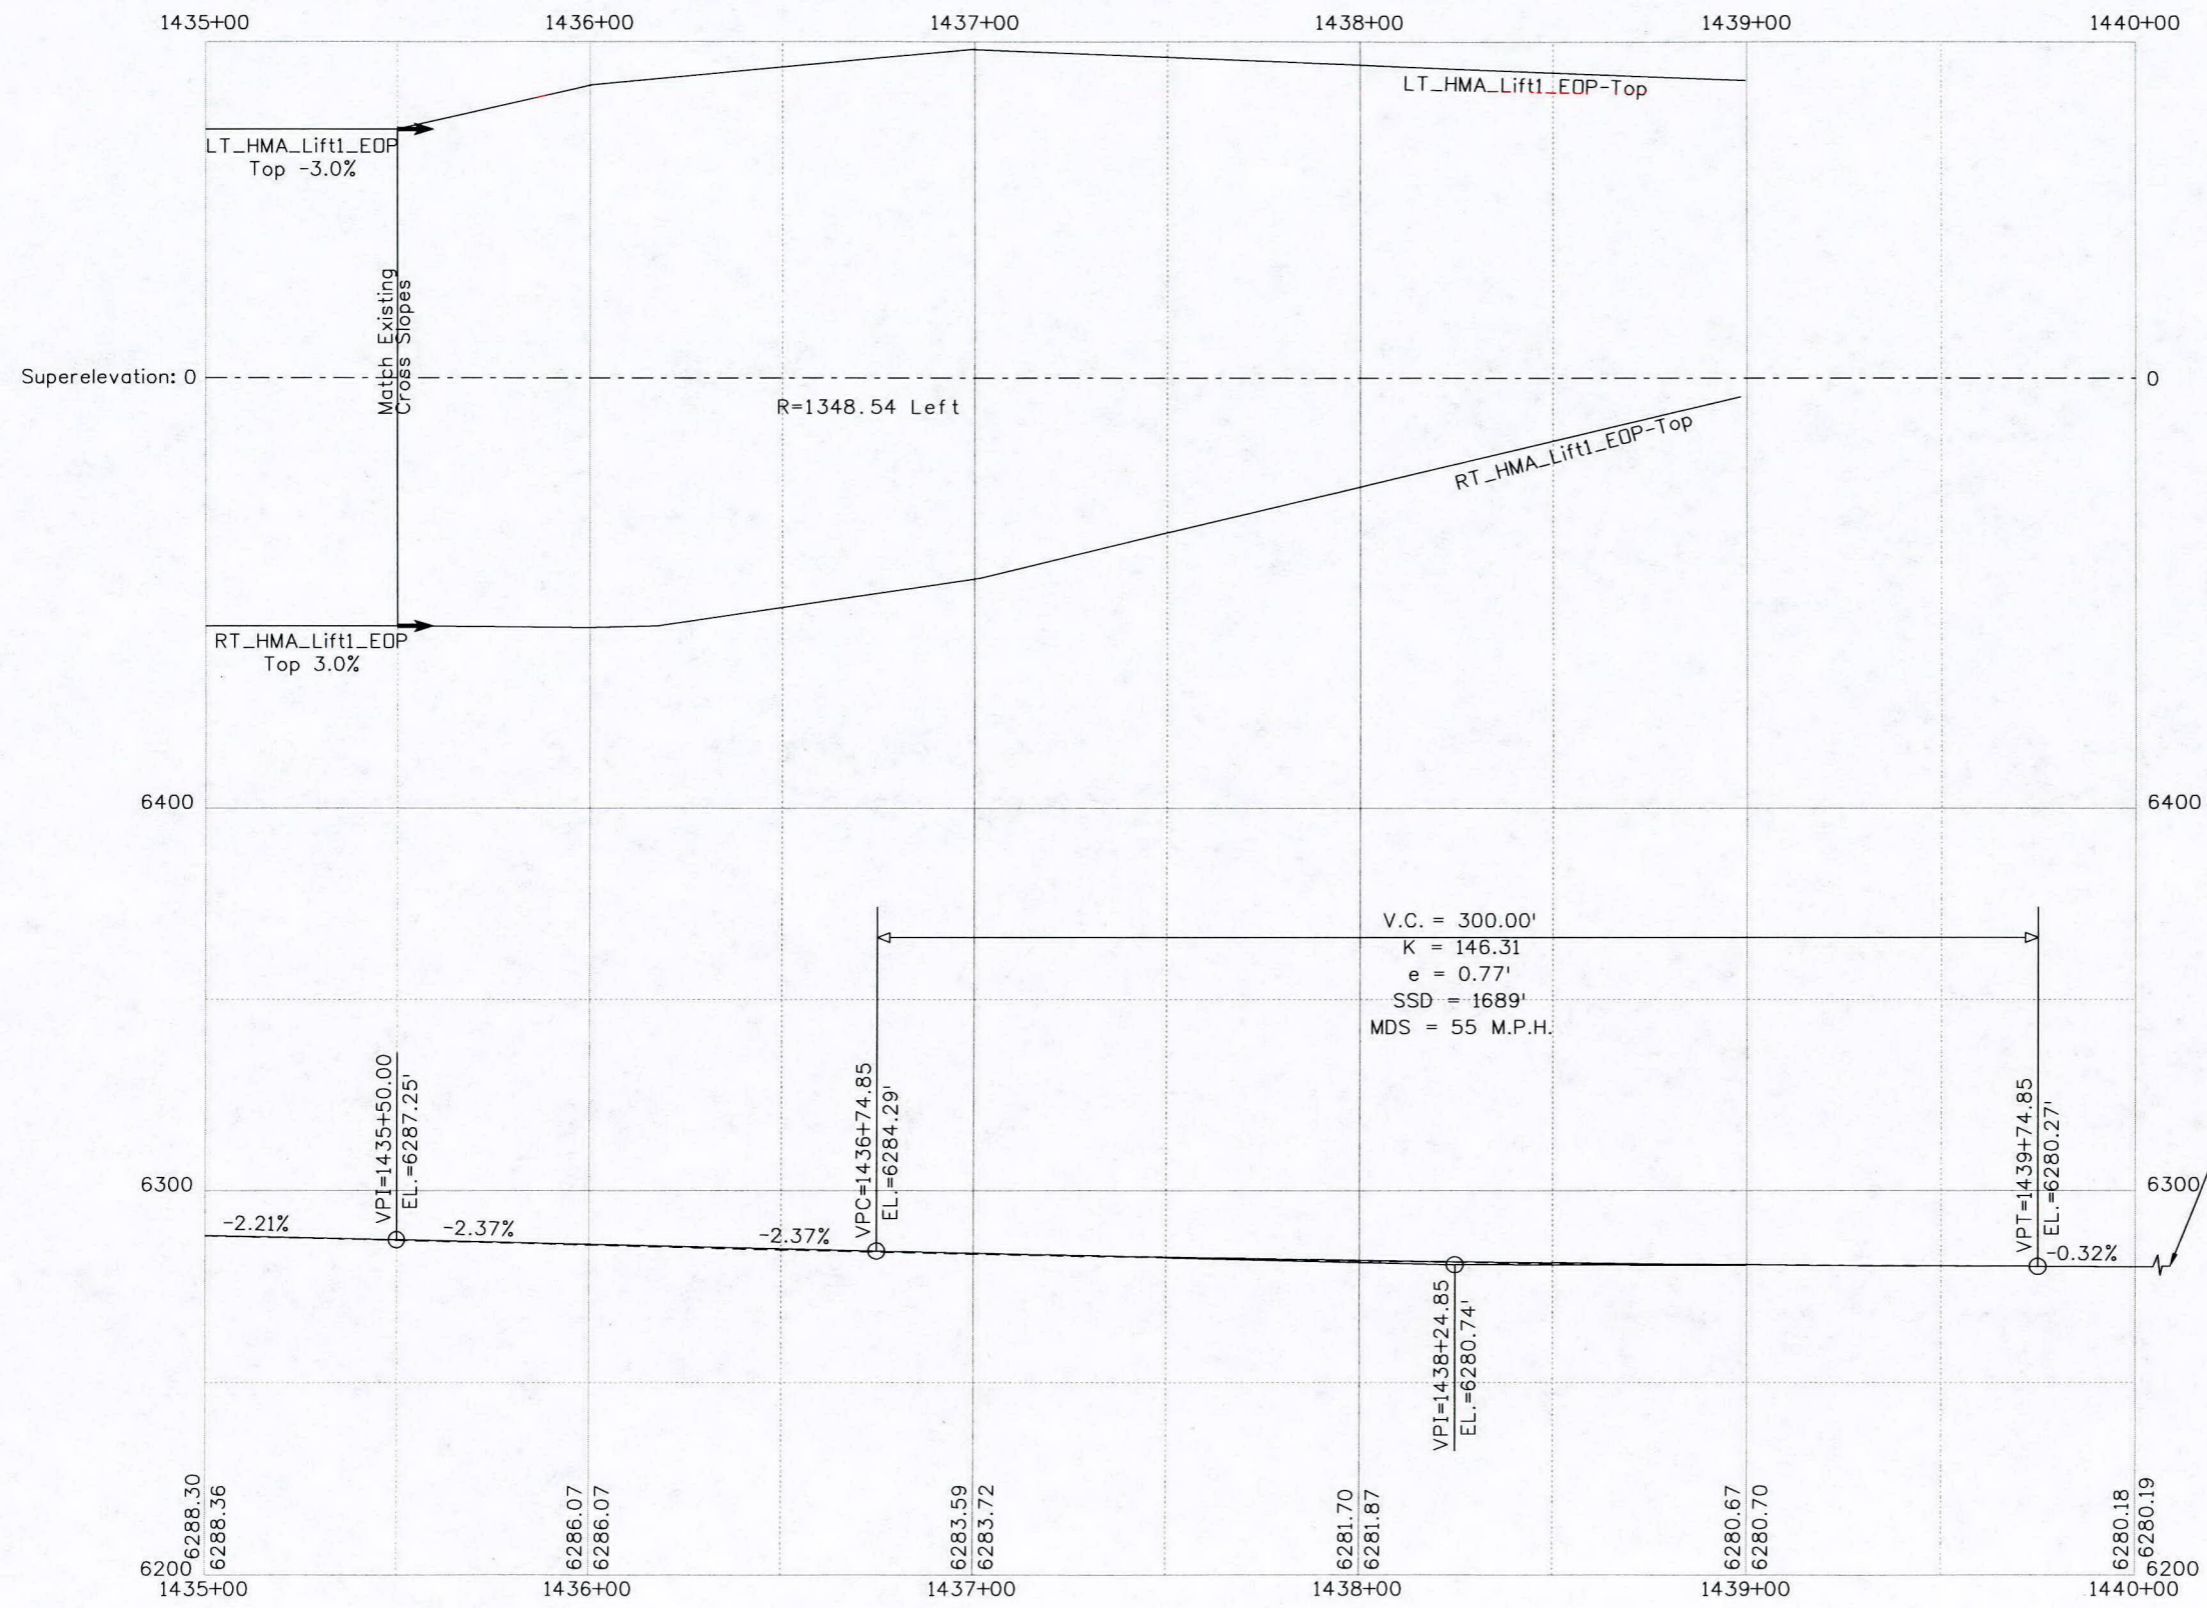 1435+00 1436+00 1437+00 1438+00 1439+00 1440+00
LT_HMA_Lift1_EOP-Top
LT_HMA_Lift1_EOP
Top -3.0%
Match Existing
Cross Slopes
Superelevation: 0
0
R=1348.54 Left
RT_HMA_Lift1_EOP-Top
RT_HMA_Lift1_EOP
Top 3.0%
6400
6400
V.C. = 300.00'
K = 146.31
e = 0.77'
SSD = 1689'
MDS = 55 M.P.H.
VPI=1435+50.00
EL.=6287.25'
VPC=1436+74.85
EL.=6284.29'
VPT=1439+74.85
EL.=6280.27'
6300
6300
-2.21%
-2.37%
-2.37%
-0.32%
VPI=1438+24.85
EL.=6280.74'
6288.30
6288.36
6286.07
6286.07
6283.59
6283.72
6281.70
6281.87
6280.67
6280.70
6280.18
6280.19
6200
6200
1435+00 1436+00 1437+00 1438+00 1439+00 1440+00